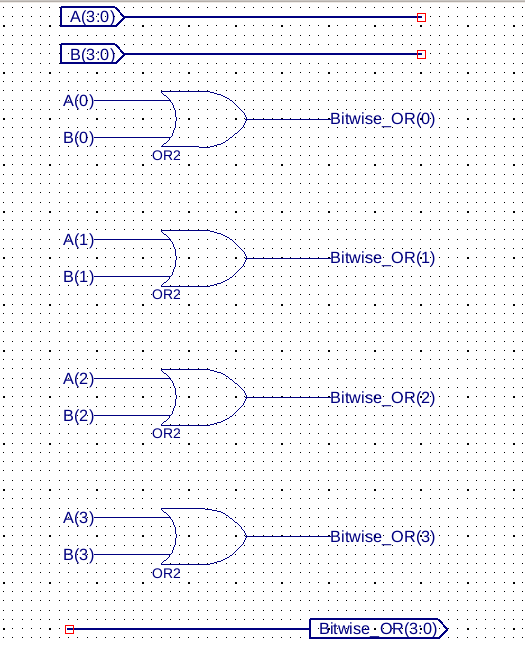 A(3:0)
B(3:0)
A(0)
Bitwise_OR(0)
B(0)
OR2
A(1)
Bitwise_OR(1)
B(1)
OR2
A(2)
Bitwise_OR(2)
B(2)
OR2
A(3)
Bitwise_OR(3)
B(3)
OR2
Bitwise_OR(3:0)